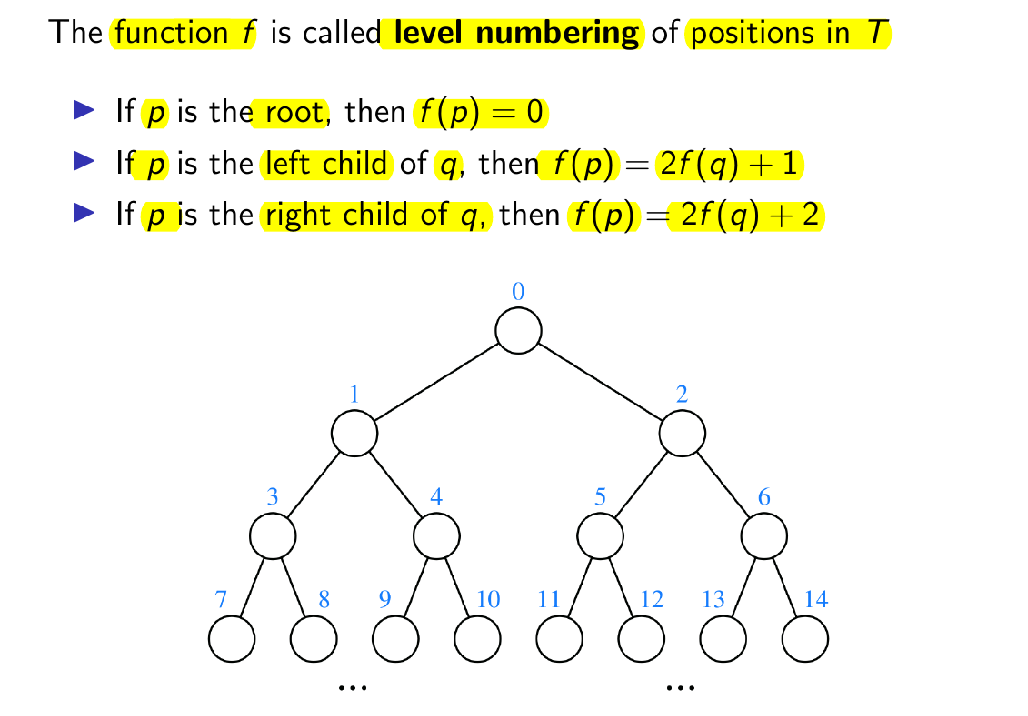 The function f is called level numbering of positions in T
▶ If p is the root, then f(p) = 0
▶ If p is the left child of q, then f(p) = 2f(q) + 1
▶ If p is the right child of q, then f(p) = 2f(q) + 2
0
1 2
3 4 5 6
7 8 9 10 11 12 13 14
... ...